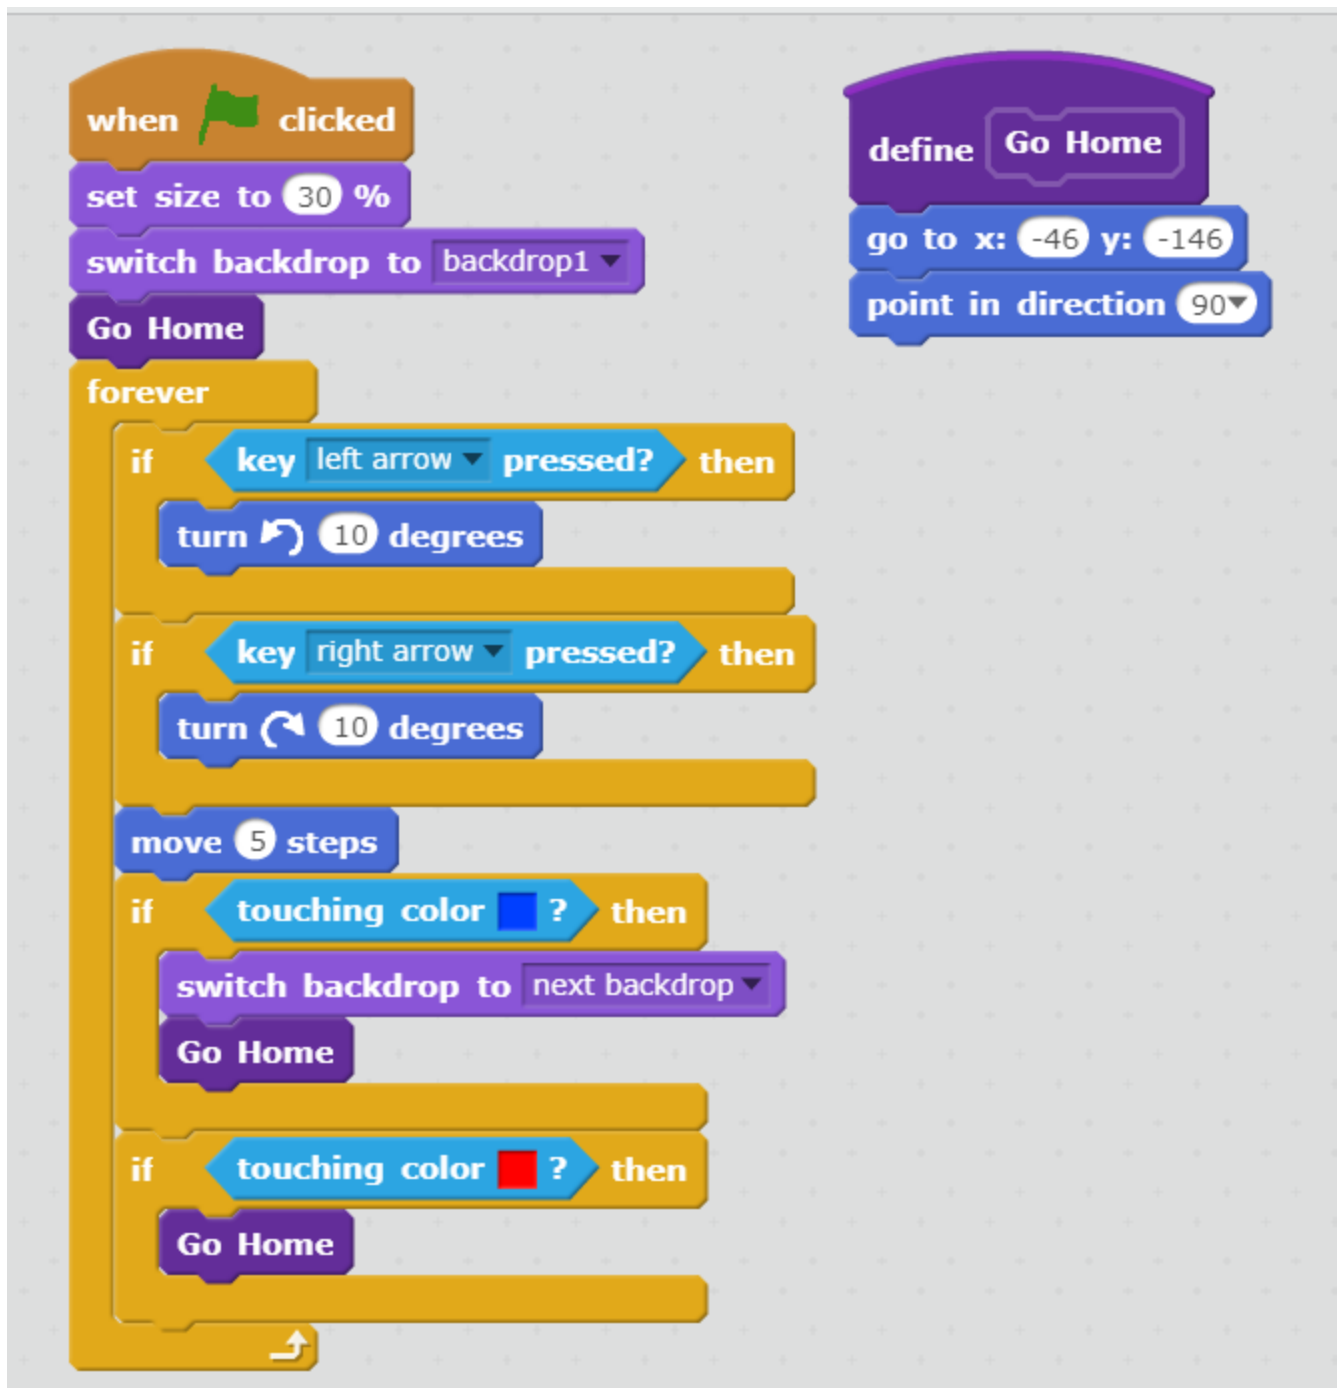 when clicked
set size to 30 %
switch backdrop to backdrop1
Go Home
forever
if key left arrow pressed? then
turn 10 degrees
if key right arrow pressed? then
turn 10 degrees
move 5 steps
if touching color ? then
switch backdrop to next backdrop
Go Home
if touching color ? then
Go Home
define Go Home
go to x: -46 y: -146
point in direction 90